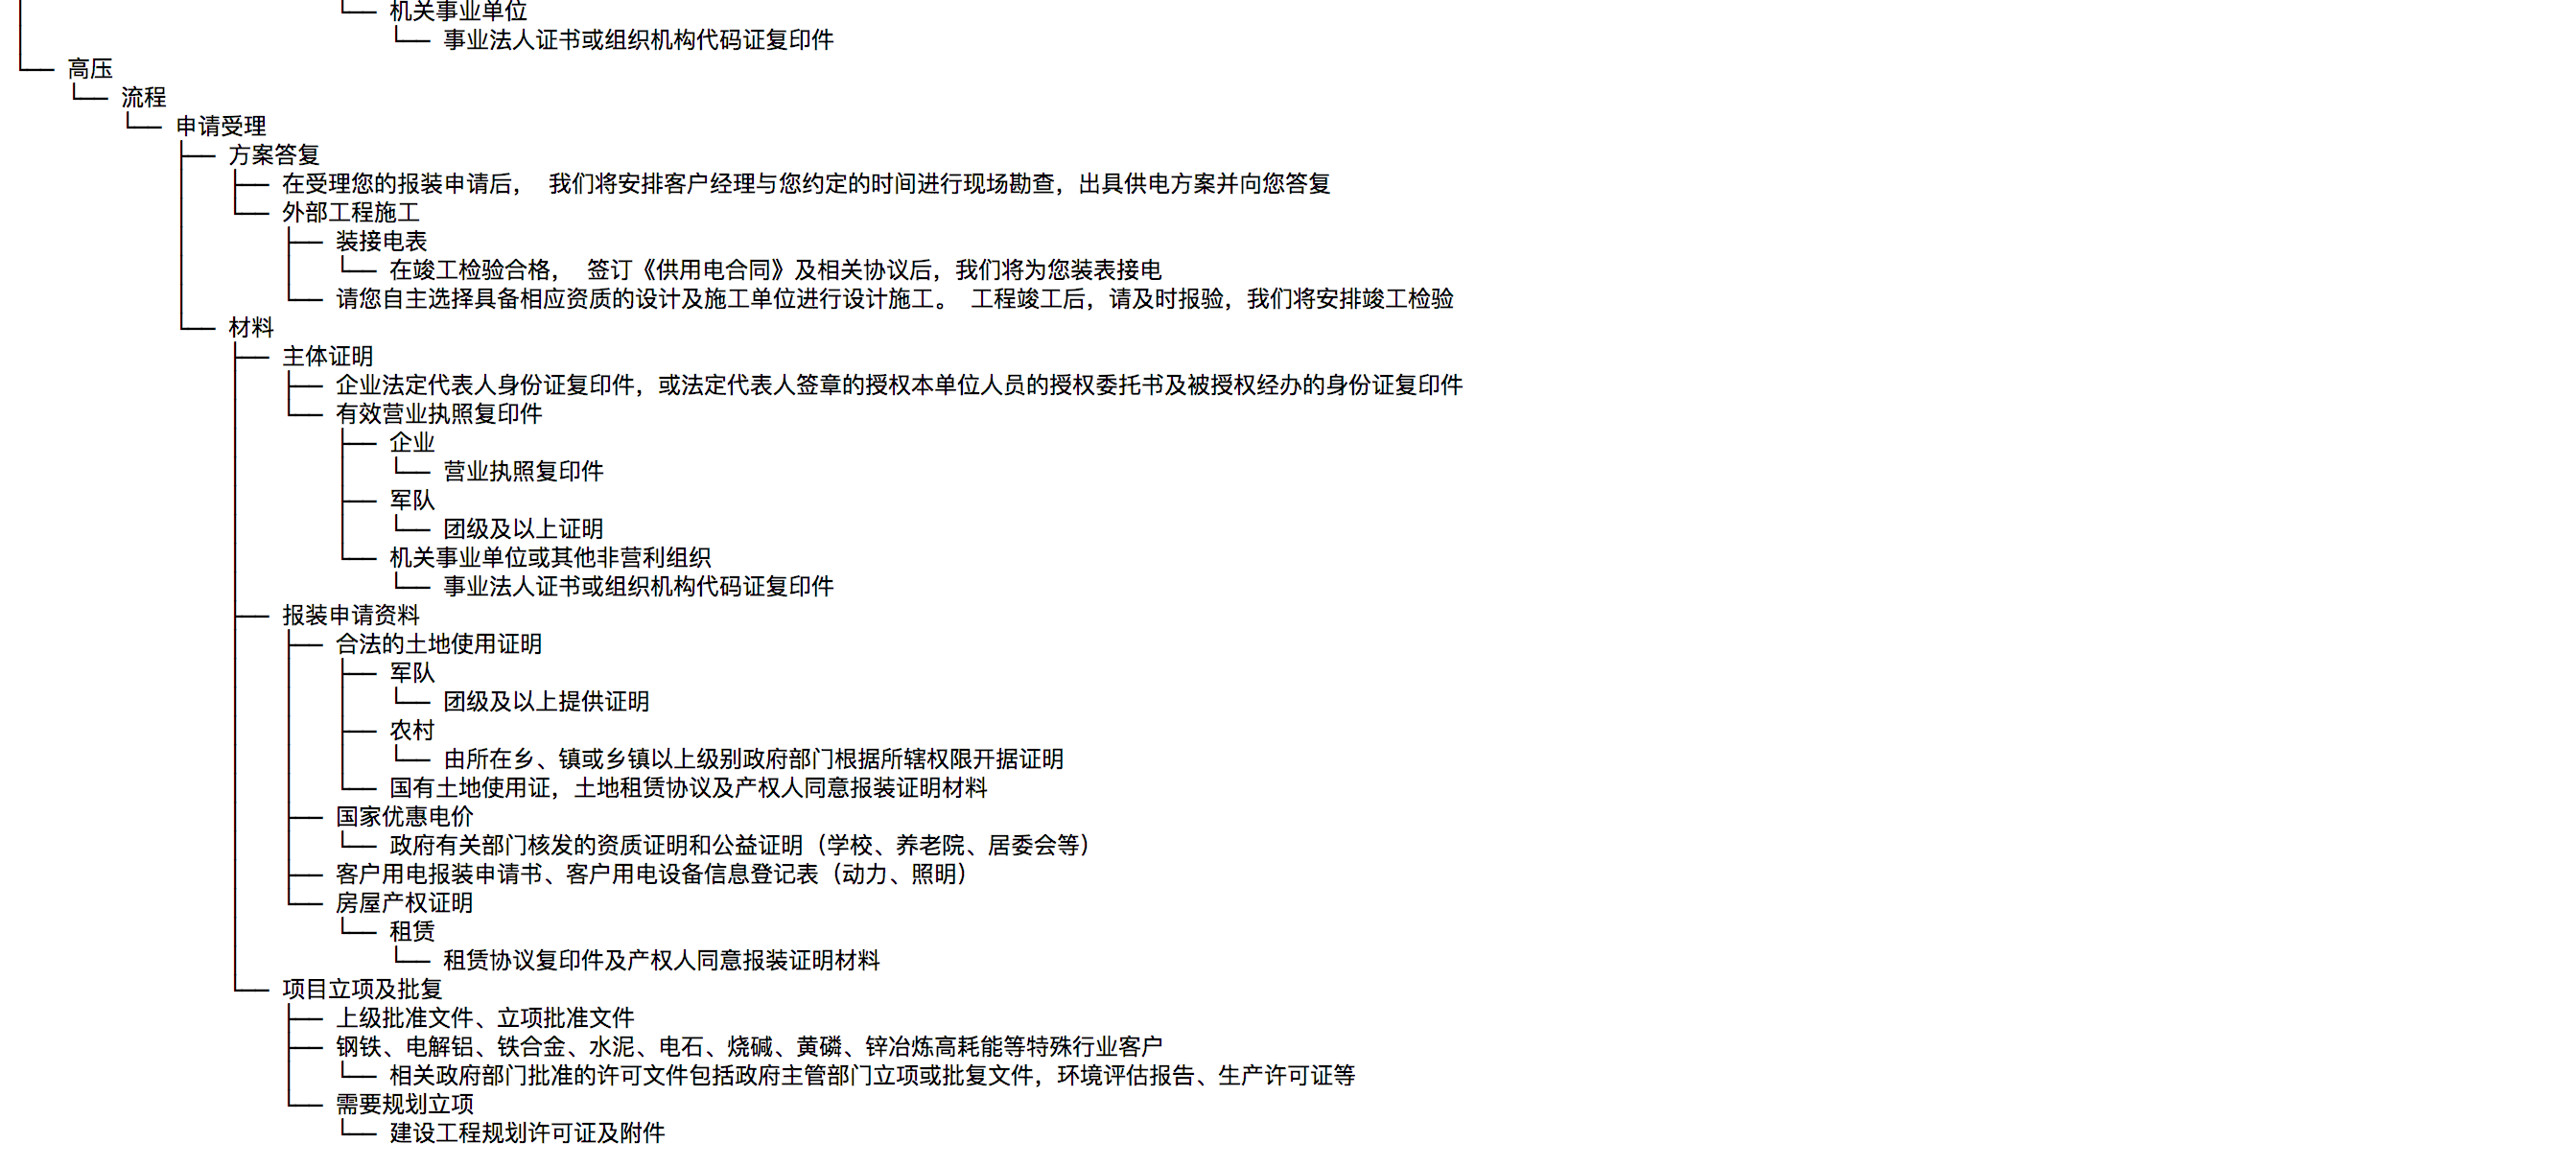 机关事业单位
事业法人证书或组织机构代码证复印件
高压
流程
申请受理
方案答复
在受理您的报装申请后， 我们将安排客户经理与您约定的时间进行现场勘查，出具供电方案并向您答复
外部工程施工
装接电表
在竣工检验合格， 签订《供用电合同》及相关协议后，我们将为您装表接电
请您自主选择具备相应资质的设计及施工单位进行设计施工。 工程竣工后，请及时报验，我们将安排竣工检验
材料
主体证明
企业法定代表人身份证复印件，或法定代表人签章的授权本单位人员的授权委托书及被授权经办的身份证复印件
有效营业执照复印件
企业
营业执照复印件
军队
团级及以上证明
机关事业单位或其他非营利组织
事业法人证书或组织机构代码证复印件
报装申请资料
合法的土地使用证明
军队
团级及以上提供证明
农村
由所在乡、镇或乡镇以上级别政府部门根据所辖权限开据证明
国有土地使用证，土地租赁协议及产权人同意报装证明材料
国家优惠电价
政府有关部门核发的资质证明和公益证明（学校、养老院、居委会等）
客户用电报装申请书、客户用电设备信息登记表（动力、照明）
房屋产权证明
租赁
租赁协议复印件及产权人同意报装证明材料
项目立项及批复
上级批准文件、立项批准文件
钢铁、电解铝、铁合金、水泥、电石、烧碱、黄磷、锌冶炼高耗能等特殊行业客户
相关政府部门批准的许可文件包括政府主管部门立项或批复文件，环境评估报告、生产许可证等
需要规划立项
建设工程规划许可证及附件